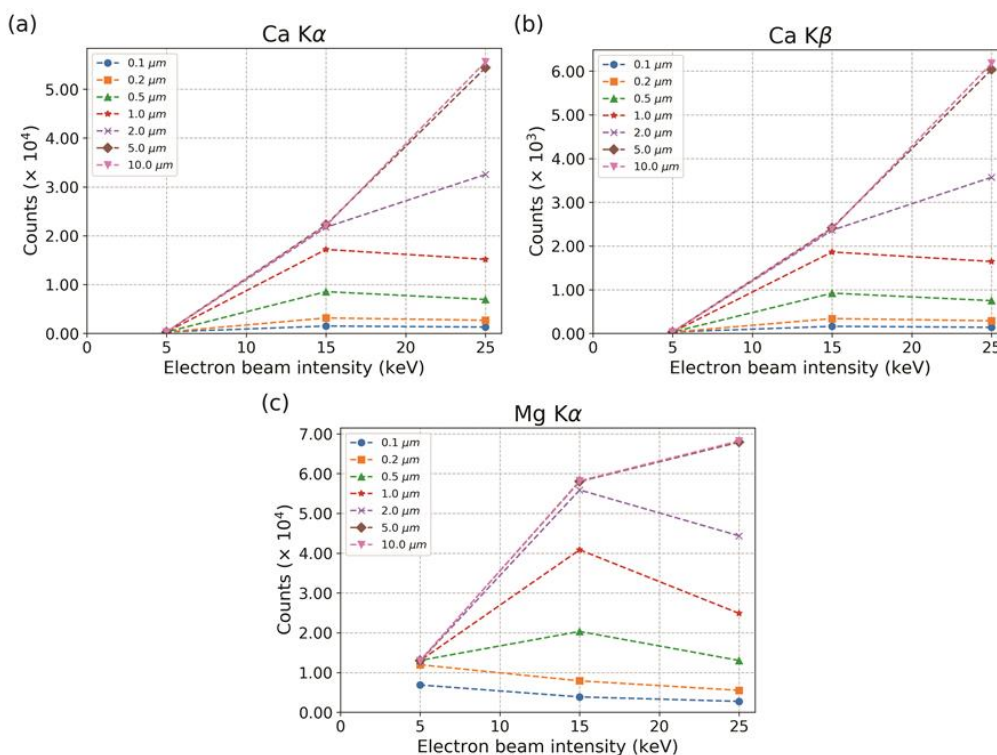 (a)
Ca Kα
Counts (× 10⁴)
5.00
4.00
3.00
2.00
1.00
0.00
0.1 μm
0.2 μm
0.5 μm
1.0 μm
2.0 μm
5.0 μm
10.0 μm
0 5 10 15 20 25
Electron beam intensity (keV)
(b)
Ca Kβ
Counts (× 10³)
6.00
5.00
4.00
3.00
2.00
1.00
0.00
0.1 μm
0.2 μm
0.5 μm
1.0 μm
2.0 μm
5.0 μm
10.0 μm
0 5 10 15 20 25
Electron beam intensity (keV)
(c)
Mg Kα
Counts (× 10⁴)
7.00
6.00
5.00
4.00
3.00
2.00
1.00
0.00
0.1 μm
0.2 μm
0.5 μm
1.0 μm
2.0 μm
5.0 μm
10.0 μm
0 5 10 15 20 25
Electron beam intensity (keV)